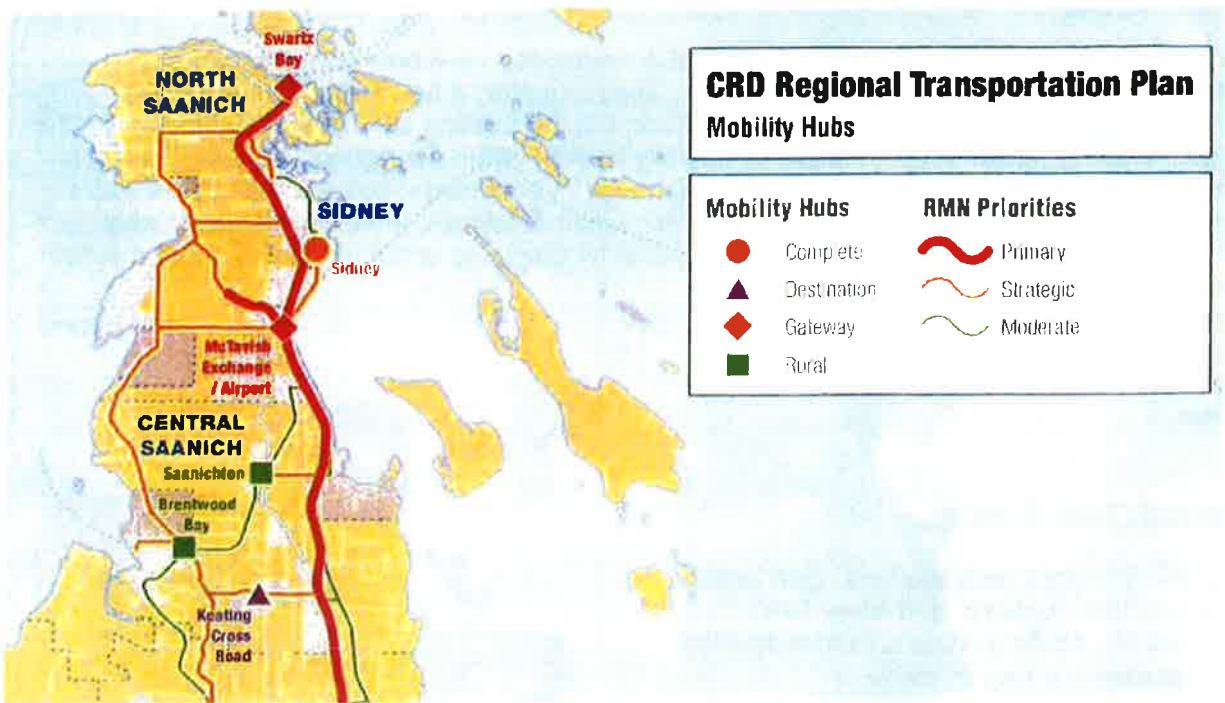 Swartz
Bay
NORTH
SAANICH
SIDNEY
Sidney
McTavish
Exchange
/ Airport
CENTRAL
SAANICH
Saanichton
Brentwood
Bay
Keating
Cross
Road
CRD Regional Transportation Plan
Mobility Hubs
Mobility Hubs
RMN Priorities
Complete
Primary
Destination
Strategic
Gateway
Moderate
Rural